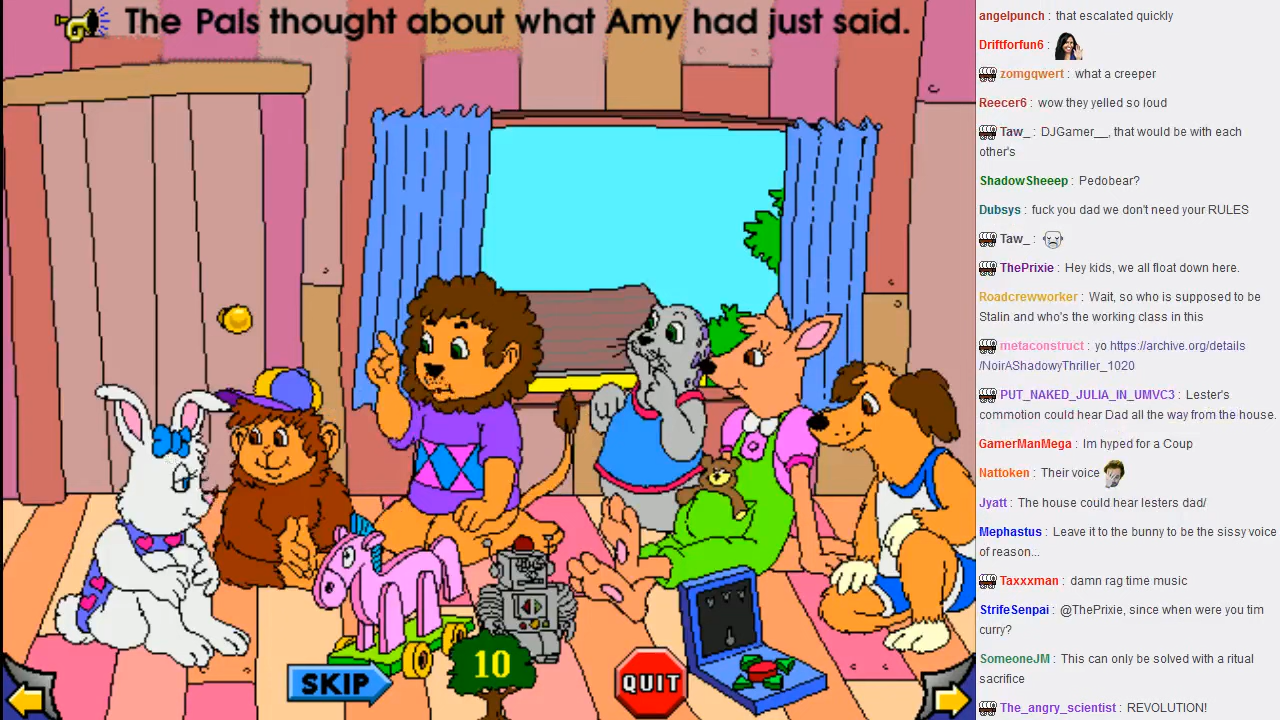 The Pals thought about what Amy had just said.
10
SKIP
QUIT
angelpunch : that escalated quickly
Driftforfun6 :
zomgqwert : what a creeper
Reecer6 : wow they yelled so loud
Taw_ : DJGamer__, that would be with each
other's
ShadowSheeep : Pedobear?
Dubsys : fuck you dad we don't need your RULES
Taw_ :
ThePrixie : Hey kids, we all float down here.
Roadcrewworker : Wait, so who is supposed to be
Stalin and who's the working class in this
metaconstruct : yo https://archive.org/details
/NoirAShadowyThriller_1020
PUT_NAKED_JULIA_IN_UMVC3 : Lester's
commotion could hear Dad all the way from the house.
GamerManMega : Im hyped for a Coup
Nattoken : Their voice
Jyatt : The house could hear lesters dad/
Mephastus : Leave it to the bunny to be the sissy voice
of reason...
Taxxxman : damn rag time music
StrifeSenpai : @ThePrixie, since when were you tim
curry?
SomeoneJM : This can only be solved with a ritual
sacrifice
The_angry_scientist : REVOLUTION!